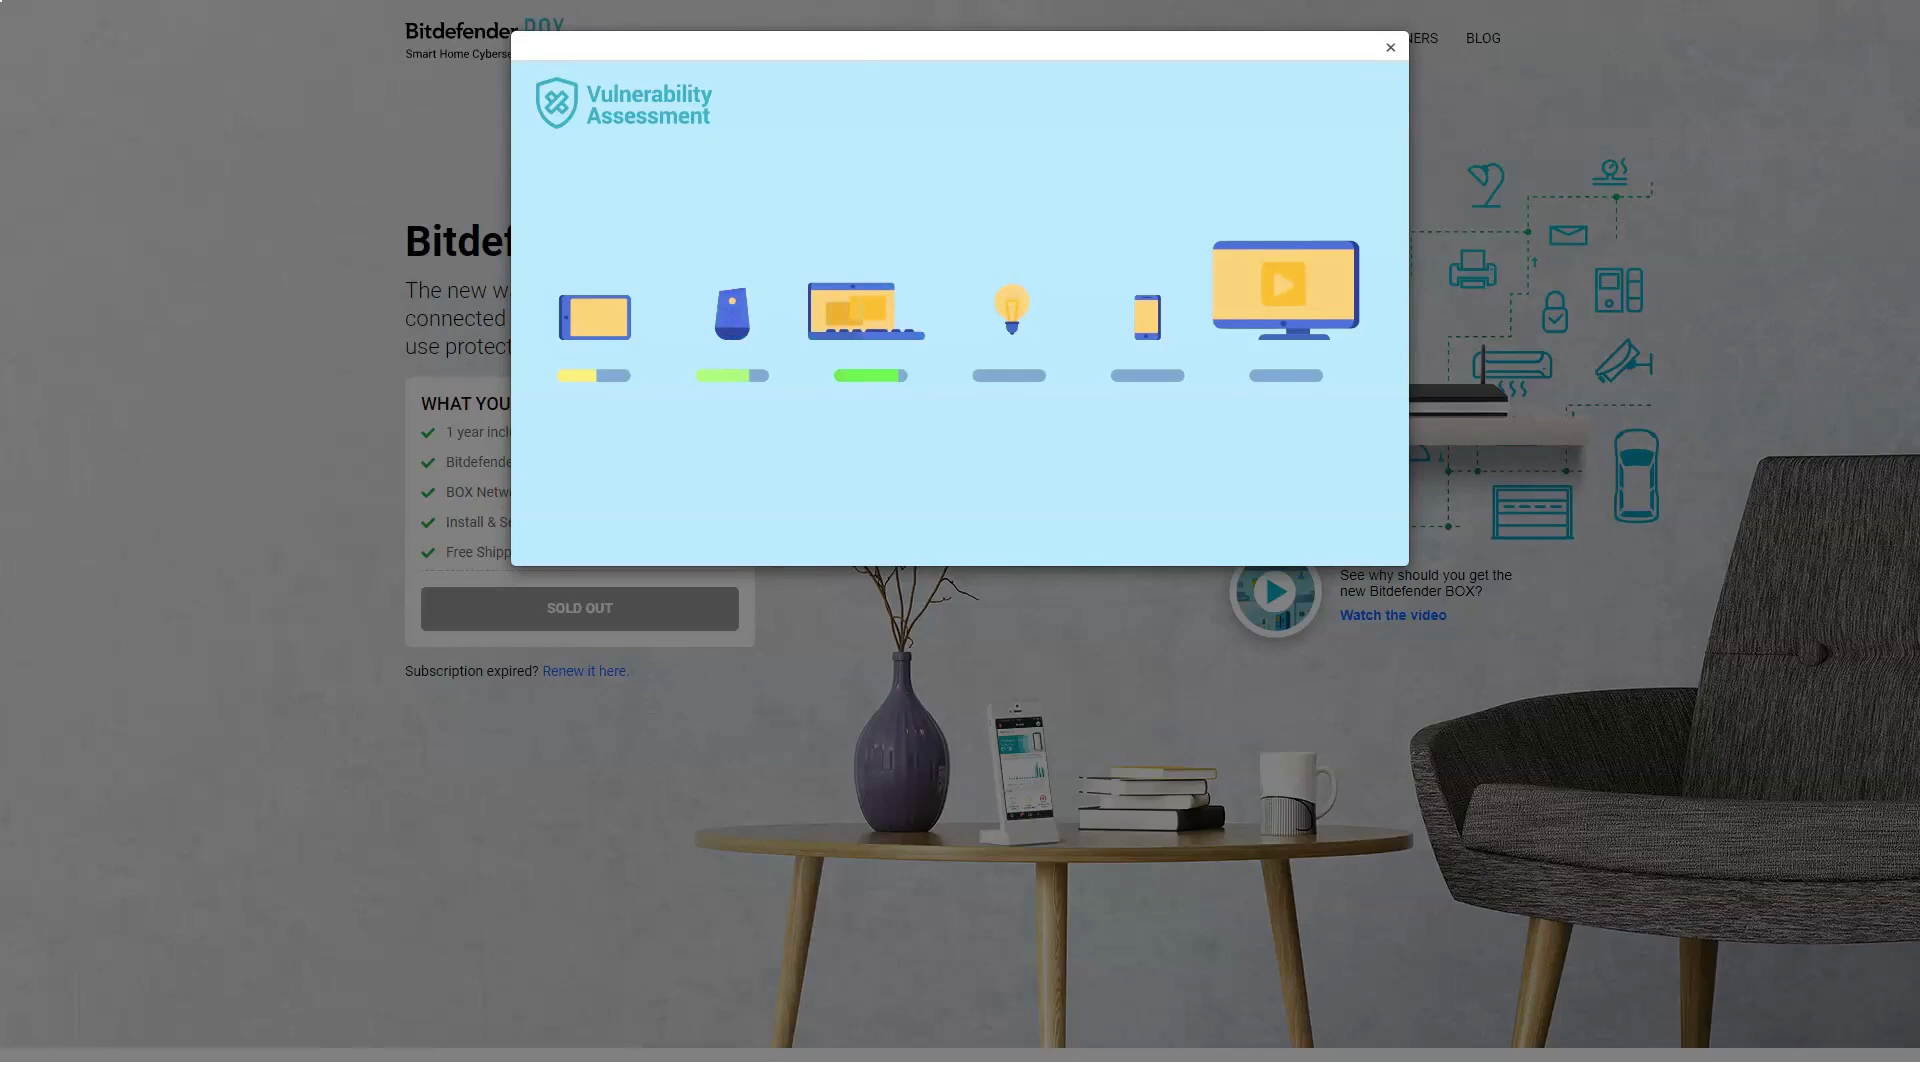 Bitdefender BOX
Smart Home Cyberse
NERS
BLOG
Vulnerability
Assessment
Bitdef
The new w
connected
use protect
WHAT YOU
1 year incl
Bitdefende
BOX Netw
Install & Se
Free Shipp
SOLD OUT
Subscription expired? Renew it here.
See why should you get the
new Bitdefender BOX?
Watch the video